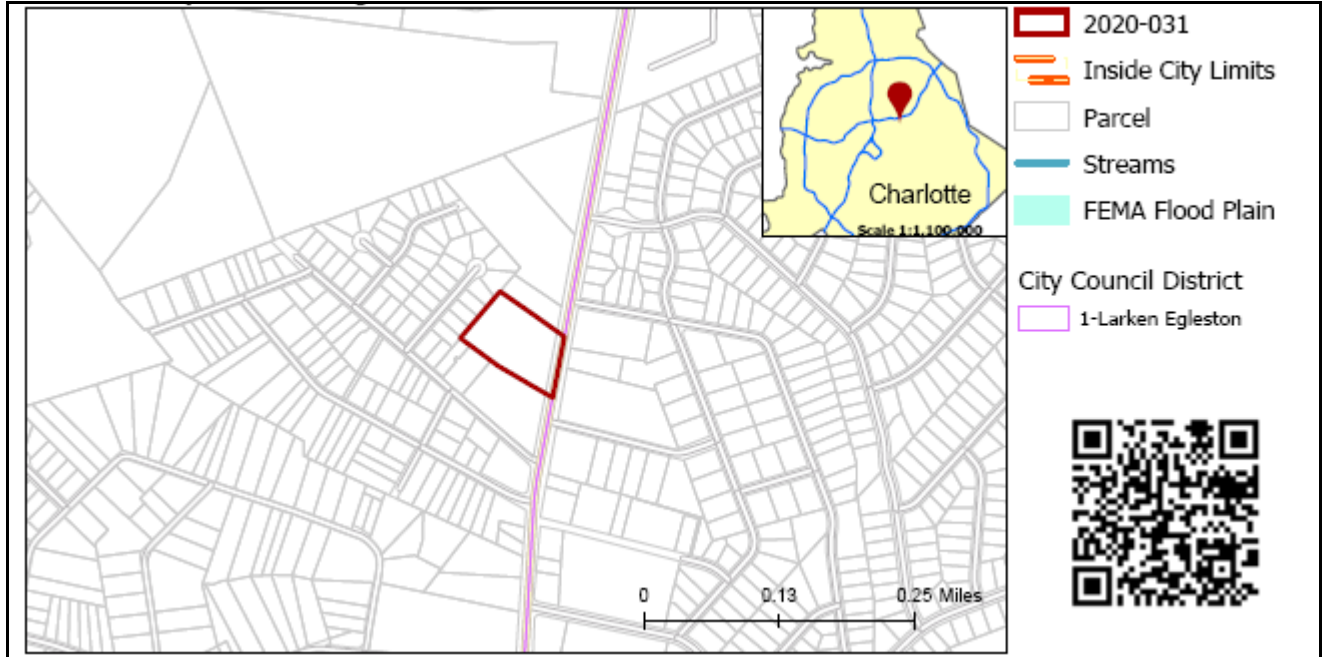 Charlotte
Scale 1:1,100,000
0 0.13 0.25 Miles
2020-031
Inside City Limits
Parcel
Streams
FEMA Flood Plain
City Council District
1-Larken Egleston